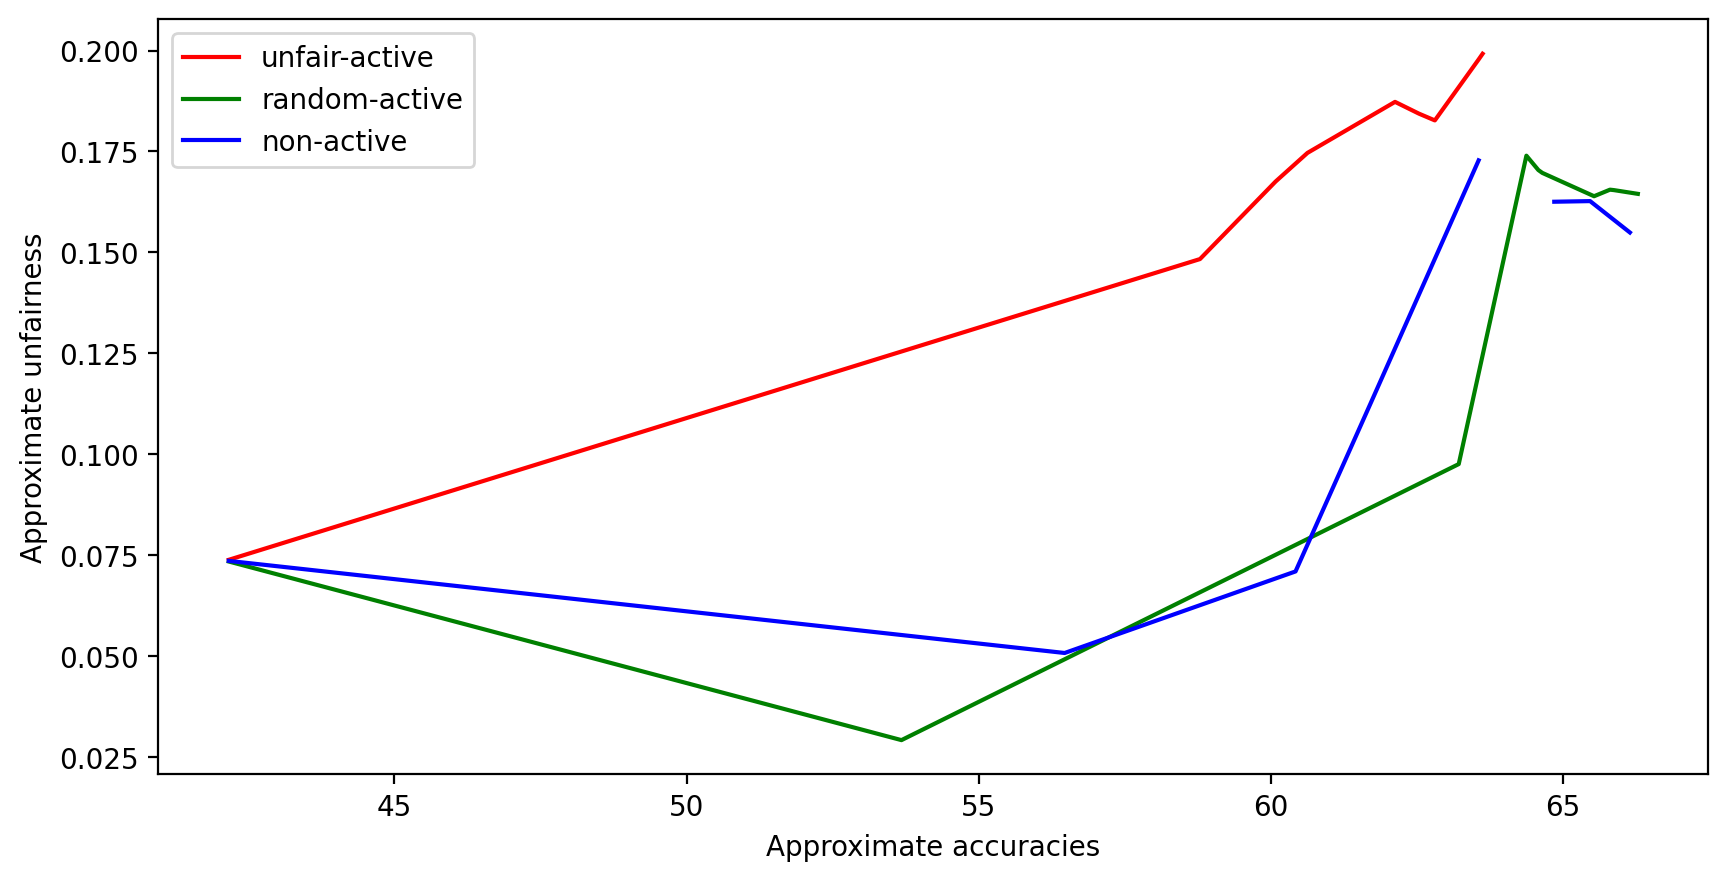 unfair-active
random-active
non-active
0.200
0.175
0.150
0.125
0.100
0.075
0.050
0.025
Approximate unfairness
45 50 55 60 65
Approximate accuracies